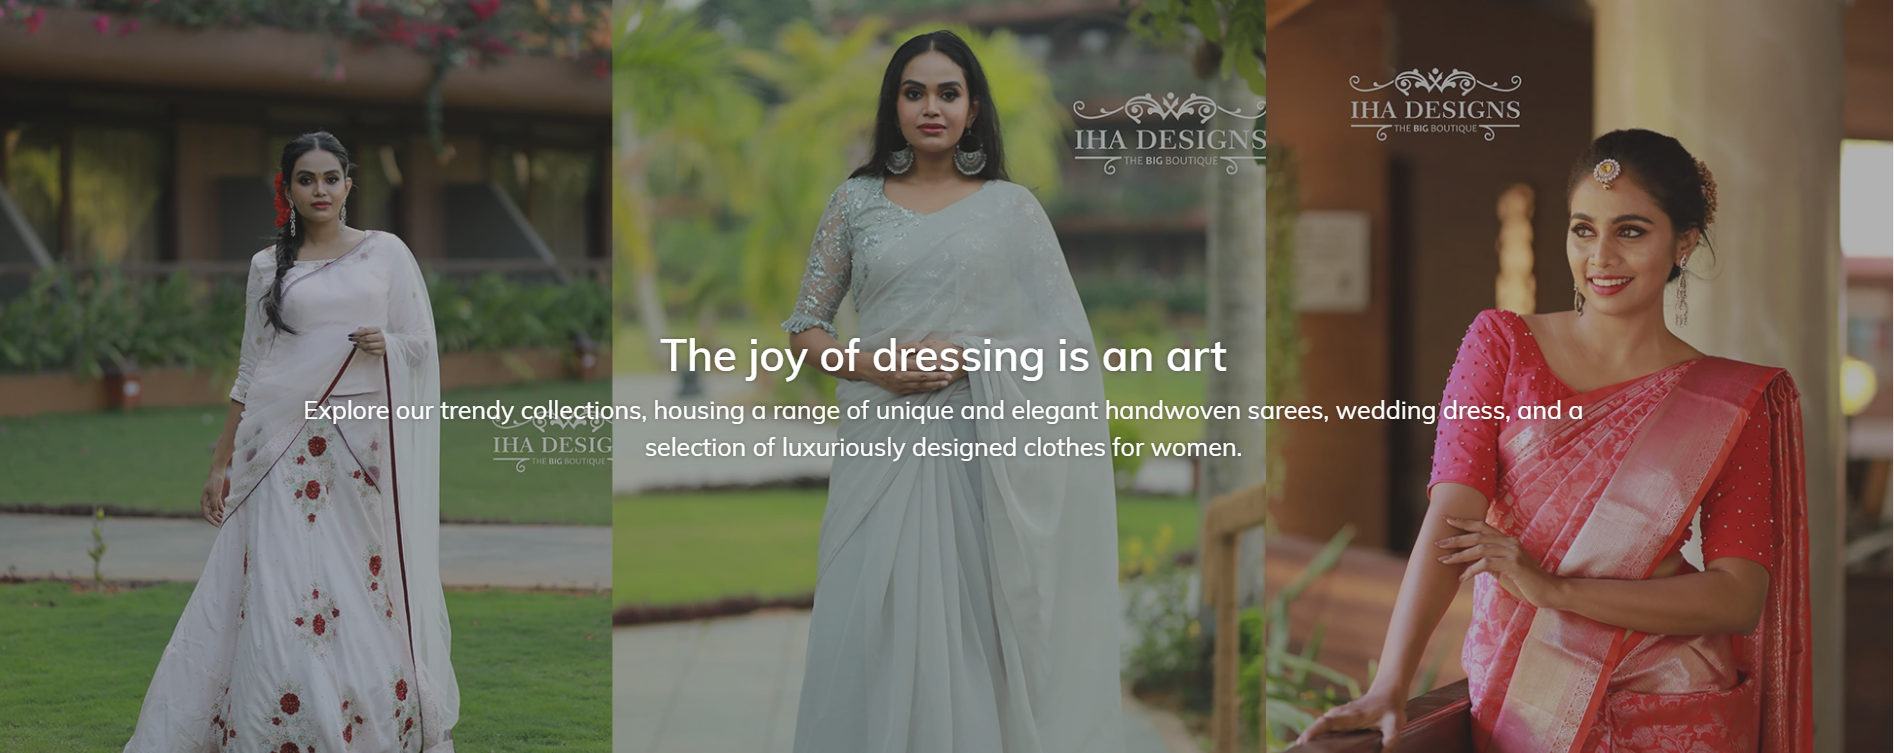 IHA DESIGNS
THE BIG BOUTIQUE
IHA DESIGNS
THE BIG BOUTIQUE
The joy of dressing is an art
Explore our trendy collections, housing a range of unique and elegant handwoven sarees, wedding dress, and a
selection of luxuriously designed clothes for women.
IHA DESIG
THE BIG BOUTIQUE